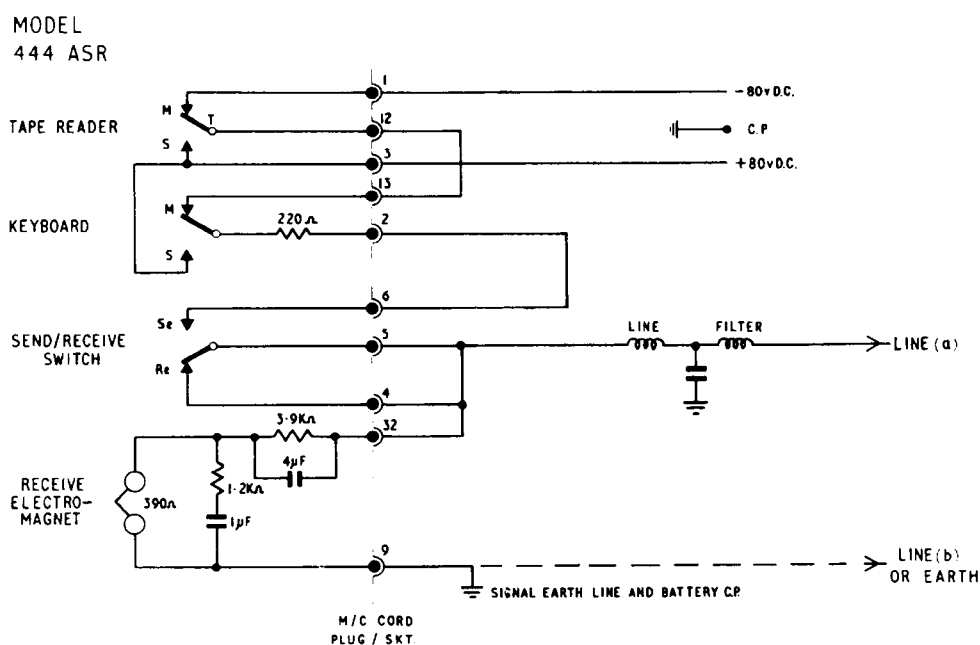 MODEL
444 ASR
1
-80v D.C.
M
T
12
TAPE READER
C.P
S
3
+80v D.C.
13
M
220Ω
2
KEYBOARD
S
6
Se
SEND/RECEIVE
SWITCH
5
LINE
FILTER
LINE (a)
Re
4
3·9KΩ
32
4μF
RECEIVE
ELECTRO-
MAGNET
390Ω
1·2KΩ
1μF
9
LINE (b)
OR EARTH
SIGNAL EARTH LINE AND BATTERY C.P.
M/C CORD
PLUG / SKT.